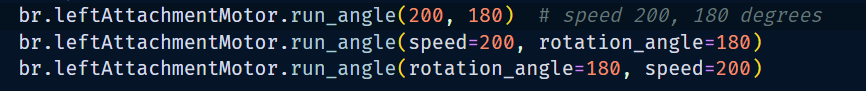 br.leftAttachmentMotor.run_angle(200, 180)  # speed 200, 180 degrees
br.leftAttachmentMotor.run_angle(speed=200, rotation_angle=180)
br.leftAttachmentMotor.run_angle(rotation_angle=180, speed=200)